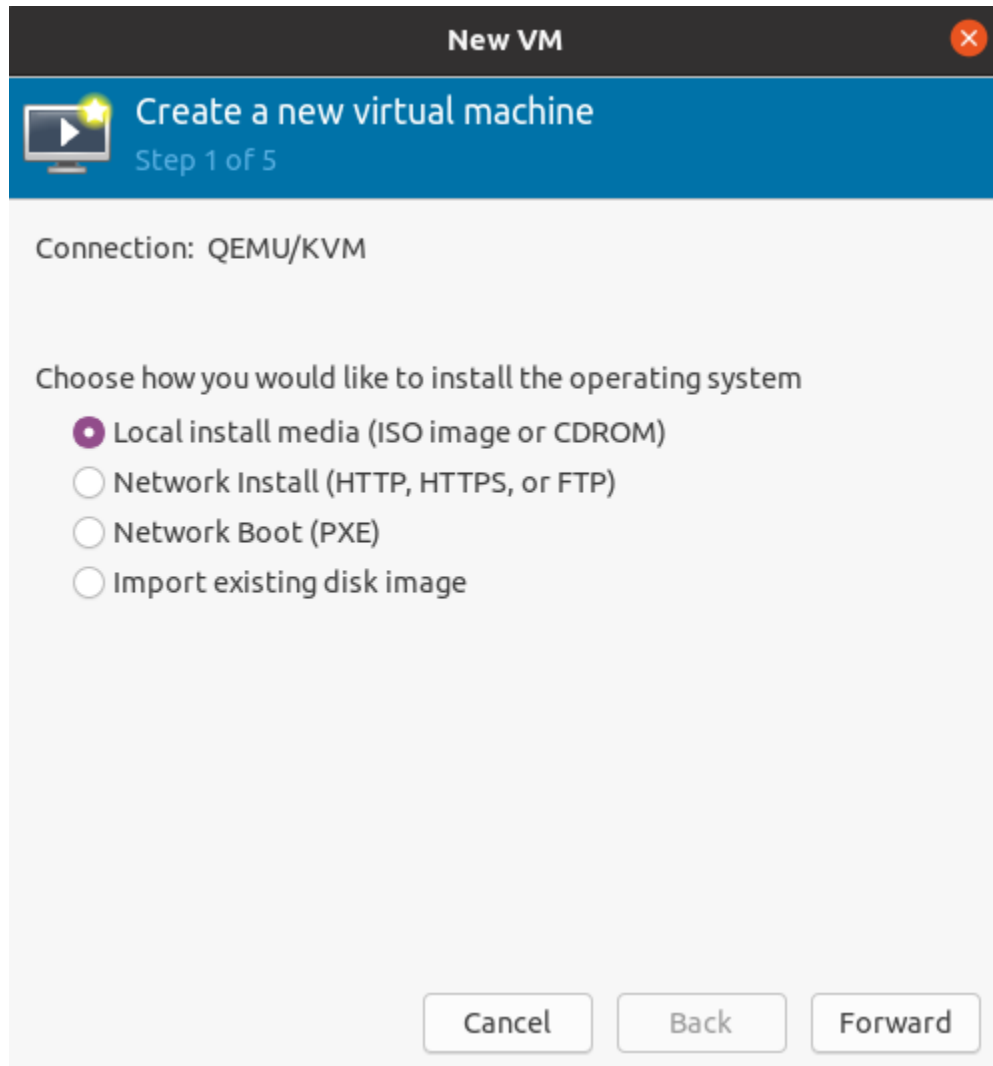 New VM
Create a new virtual machine
Step 1 of 5
Connection: QEMU/KVM
Choose how you would like to install the operating system
Local install media (ISO image or CDROM)
Network Install (HTTP, HTTPS, or FTP)
Network Boot (PXE)
Import existing disk image
Cancel Back Forward